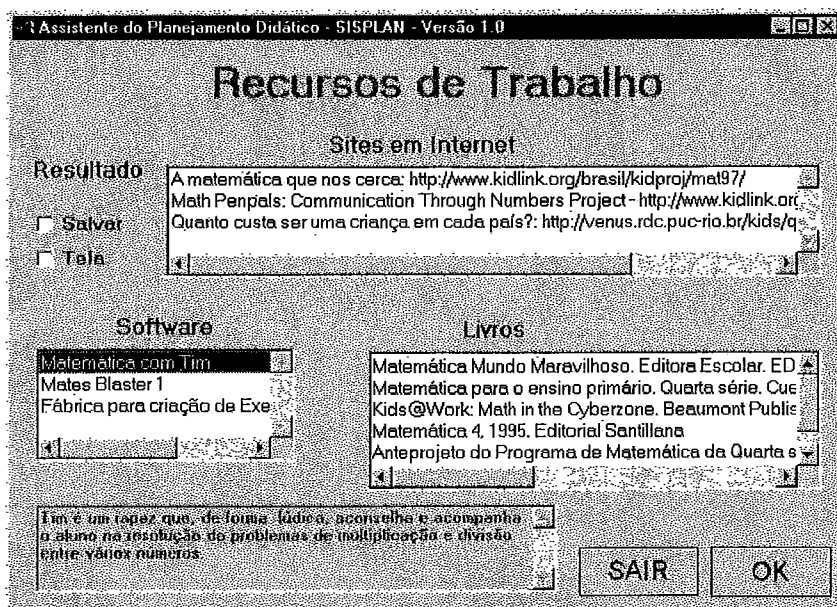 Assistente do Planejamento Didático - SISPLAN - Versão 1.0
Recursos de Trabalho
Sites em Internet
Resultado
Salvar
Tela
A matemática que nos cerca: http://www.kidlink.org/brasil/kidproj/mat97/
Math Penpals: Communication Through Numbers Project - http://www.kidlink.org
Quanto custa ser uma criança em cada país?: http://venus.rdc.puc-rio.br/kids/q
Software
Matemática com Tim
Mates Blaster 1
Fábrica para criação de Exe
Livros
Matemática Mundo Maravilhoso. Editora Escolar. ED
Matemática para o ensino primário. Quarta série. Cue
Kids@Work: Math in the Cyberzone. Beaumont Publis
Matemática 4, 1995. Editorial Santillana
Anteprojeto do Programa de Matemática da Quarta s
Tim é um rapaz que, de forma lúdica, aconselha e acompanha
o aluno na resolução do problemas de multiplicação e divisão
entre vários números.
SAIR
OK